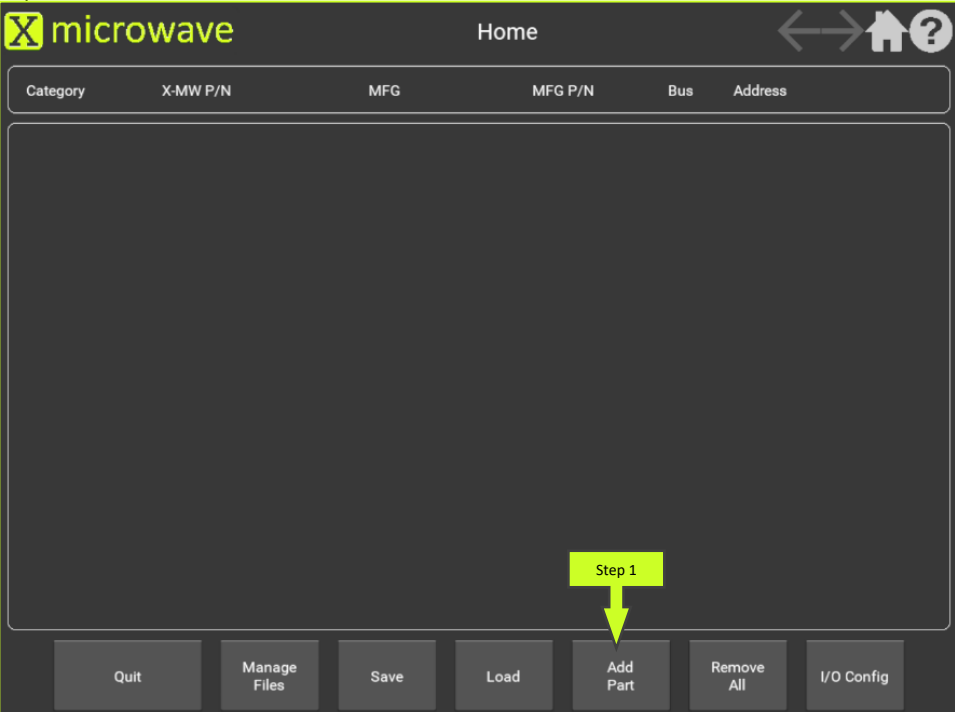 X microwave
Home
?
Category X-MW P/N MFG MFG P/N Bus Address
Step 1
Quit
Manage
Files
Save
Load
Add
Part
Remove
All
I/O Config